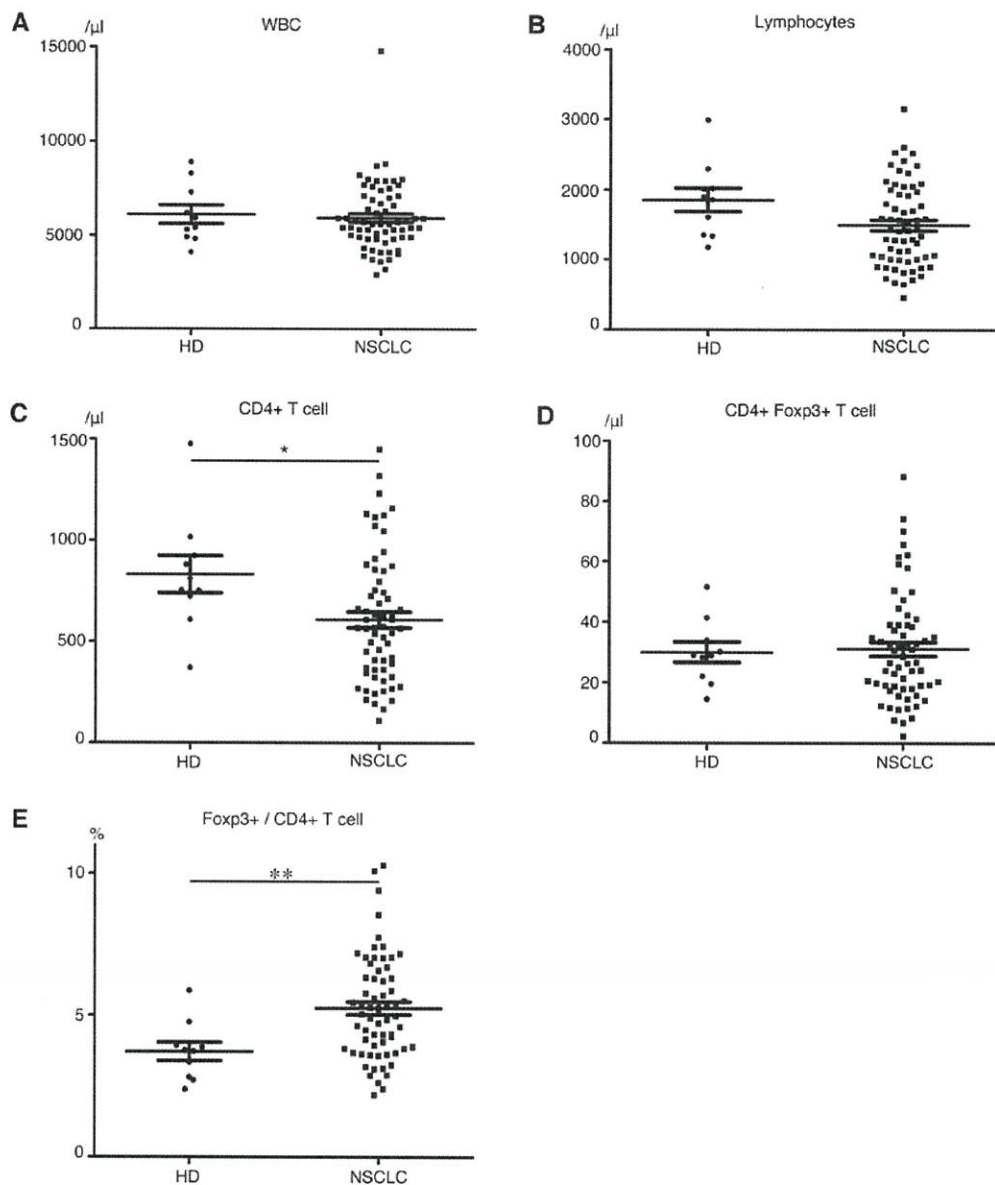 A
/μl
WBC
15000
10000
5000
0
HD
NSCLC
B
/μl
Lymphocytes
4000
3000
2000
1000
0
HD
NSCLC
C
/μl
CD4+ T cell
1500
*
1000
500
0
HD
NSCLC
D
/μl
CD4+ Foxp3+ T cell
100
80
60
40
20
0
HD
NSCLC
E
%
Foxp3+ / CD4+ T cell
10
**
5
0
HD
NSCLC